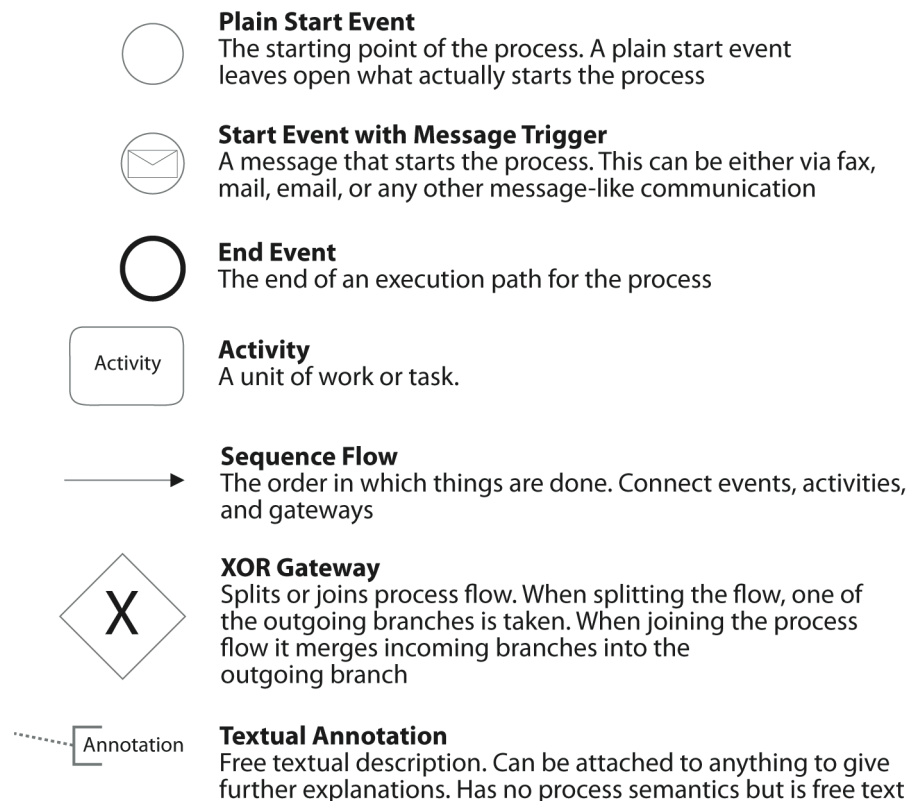 Plain Start Event
The starting point of the process. A plain start event
leaves open what actually starts the process
Start Event with Message Trigger
A message that starts the process. This can be either via fax,
mail, email, or any other message-like communication
End Event
The end of an execution path for the process
Activity
Activity
A unit of work or task.
Sequence Flow
The order in which things are done. Connect events, activities,
and gateways
X
XOR Gateway
Splits or joins process flow. When splitting the flow, one of
the outgoing branches is taken. When joining the process
flow it merges incoming branches into the
outgoing branch
Annotation
Textual Annotation
Free textual description. Can be attached to anything to give
further explanations. Has no process semantics but is free text